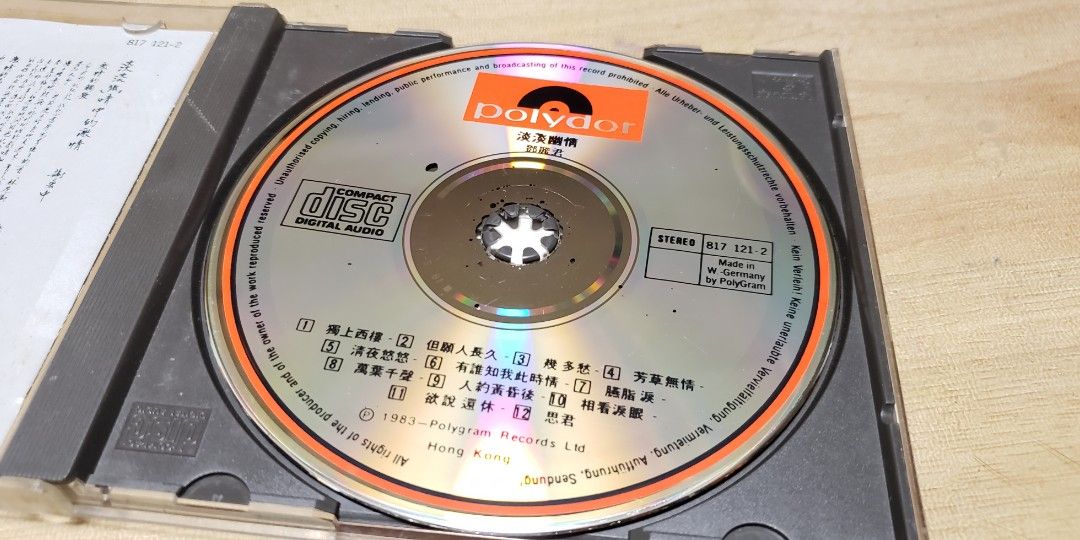 817 121-2
polydor
淡淡幽情
鄧麗君
COMPACT
disc
DIGITAL AUDIO
STEREO
817 121-2
Made in
W.-Germany
by PolyGram
1 獨上西樓 - 2 但願人長久 - 3 幾多愁 - 4 芳草無情 -
5 清夜悠悠 - 6 有誰知我此時情 - 7 胭脂淚 -
8 萬葉千聲 - 9 人約黃昏後 - 10 相看淚眼 -
11 欲說還休 - 12 思君
Ⓟ 1983—Polygram Records Ltd
Hong Kong
All rights of the producer and of the owner of the work reproduced reserved · Unauthorised copying, hiring, lending, public performance and broadcasting of this record prohibited · Alle Urheber- und Leistungsschutzrechte vorbehalten · Kein Verleih! Keine unerlaubte Vervielfältigung, Vermietung, Aufführung, Sendung!